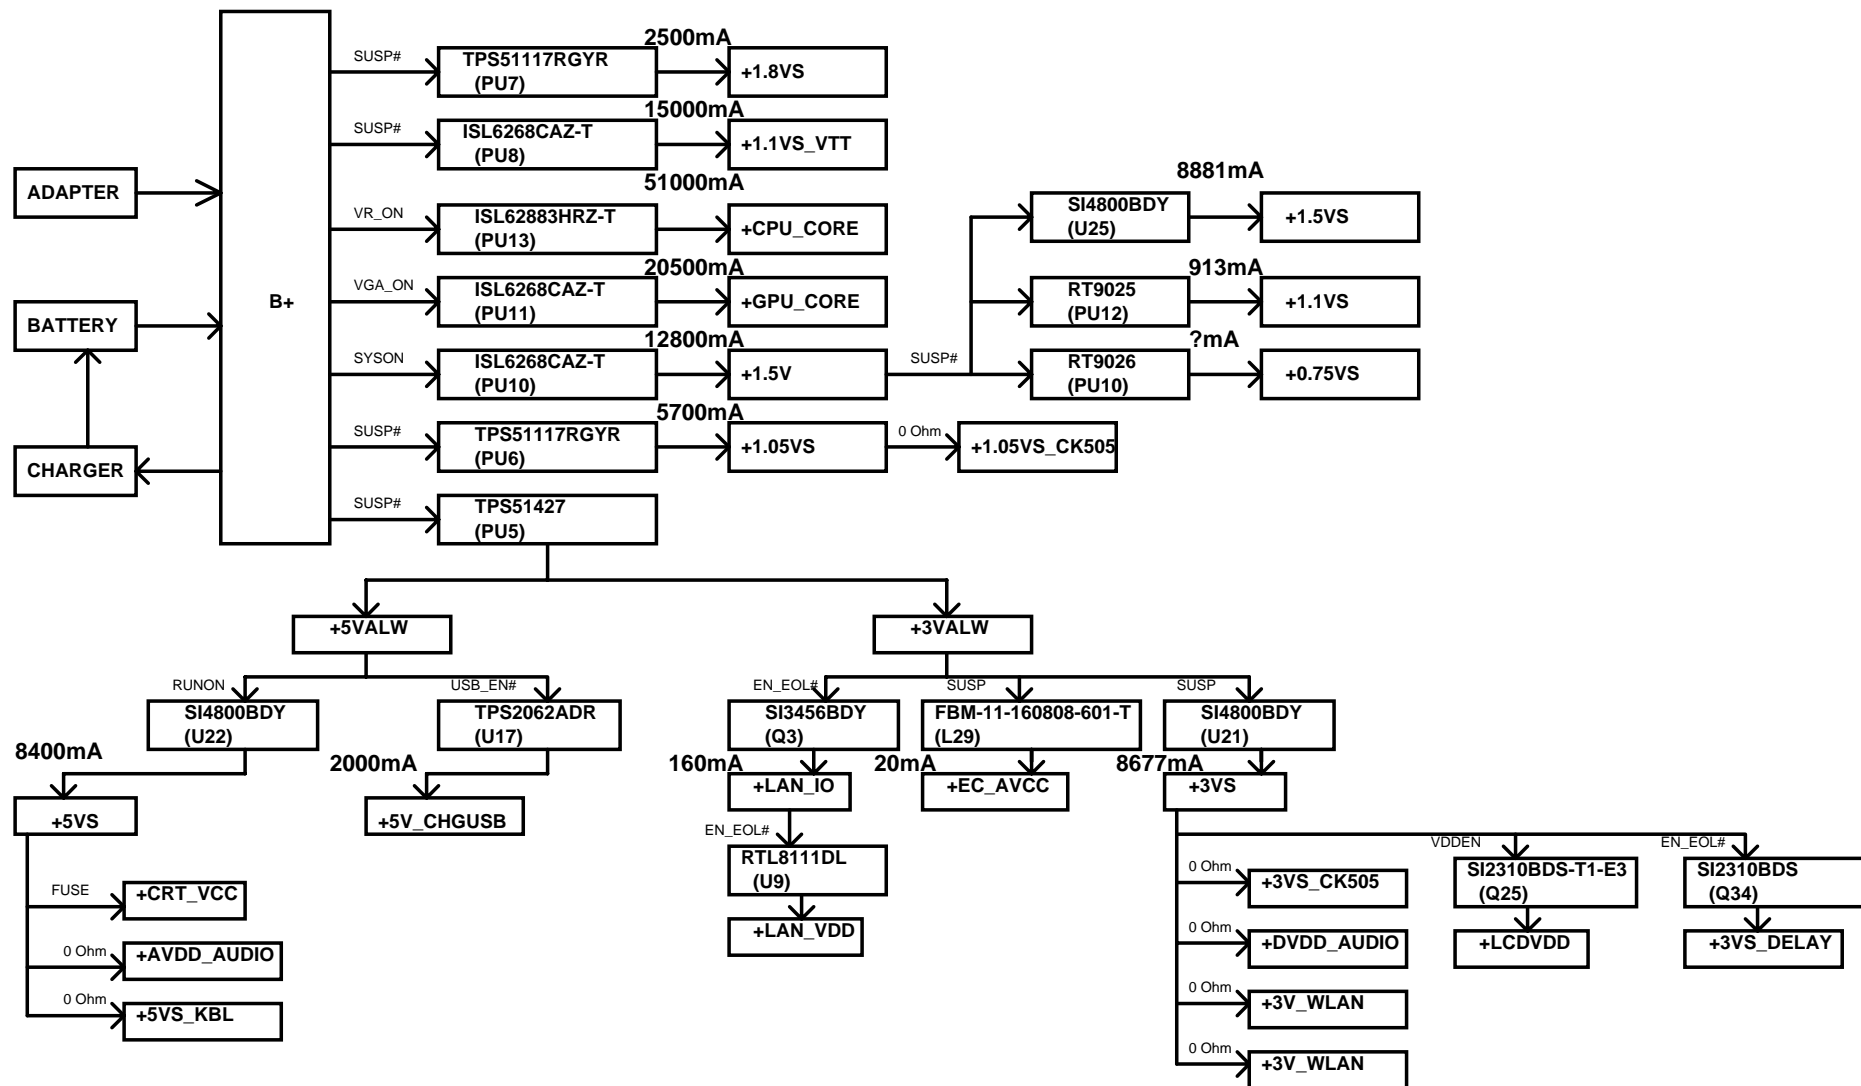 ADAPTER
BATTERY
CHARGER
B+
SUSP#
TPS51117RGYR
(PU7)
2500mA
+1.8VS
SUSP#
ISL6268CAZ-T
(PU8)
15000mA
+1.1VS_VTT
VR_ON
ISL62883HRZ-T
(PU13)
51000mA
+CPU_CORE
VGA_ON
ISL6268CAZ-T
(PU11)
20500mA
+GPU_CORE
SYSON
ISL6268CAZ-T
(PU10)
12800mA
+1.5V
SUSP#
SI4800BDY
(U25)
8881mA
+1.5VS
RT9025
(PU12)
913mA
+1.1VS
RT9026
(PU10)
?mA
+0.75VS
SUSP#
TPS51117RGYR
(PU6)
5700mA
+1.05VS
0 Ohm
+1.05VS_CK505
SUSP#
TPS51427
(PU5)
+5VALW
+3VALW
RUNON
SI4800BDY
(U22)
8400mA
+5VS
USB_EN#
TPS2062ADR
(U17)
2000mA
+5V_CHGUSB
FUSE
+CRT_VCC
0 Ohm
+AVDD_AUDIO
0 Ohm
+5VS_KBL
EN_EOL#
SI3456BDY
(Q3)
160mA
+LAN_IO
EN_EOL#
RTL8111DL
(U9)
+LAN_VDD
SUSP
FBM-11-160808-601-T
(L29)
20mA
+EC_AVCC
SUSP
SI4800BDY
(U21)
8677mA
+3VS
0 Ohm
+3VS_CK505
0 Ohm
+DVDD_AUDIO
0 Ohm
+3V_WLAN
0 Ohm
+3V_WLAN
VDDEN
SI2310BDS-T1-E3
(Q25)
+LCDVDD
EN_EOL#
SI2310BDS
(Q34)
+3VS_DELAY